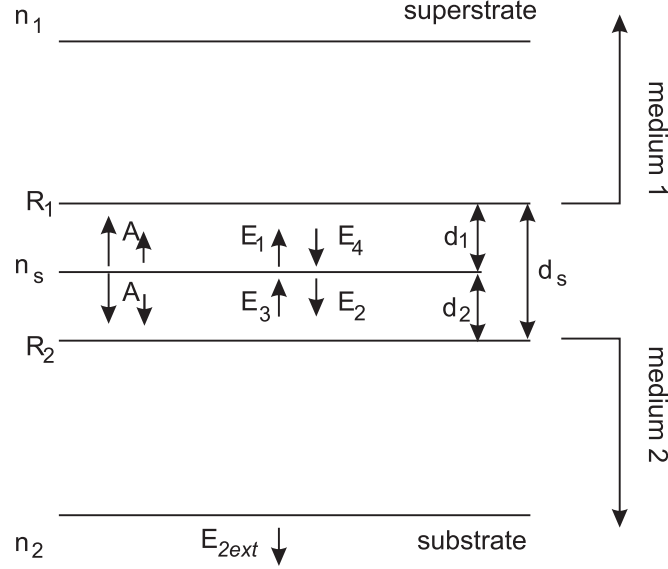 n1 superstrate
medium 1
R1
A E1 E4 d1
ns ds
A E3 E2 d2
R2
medium 2
E2ext
n2 substrate